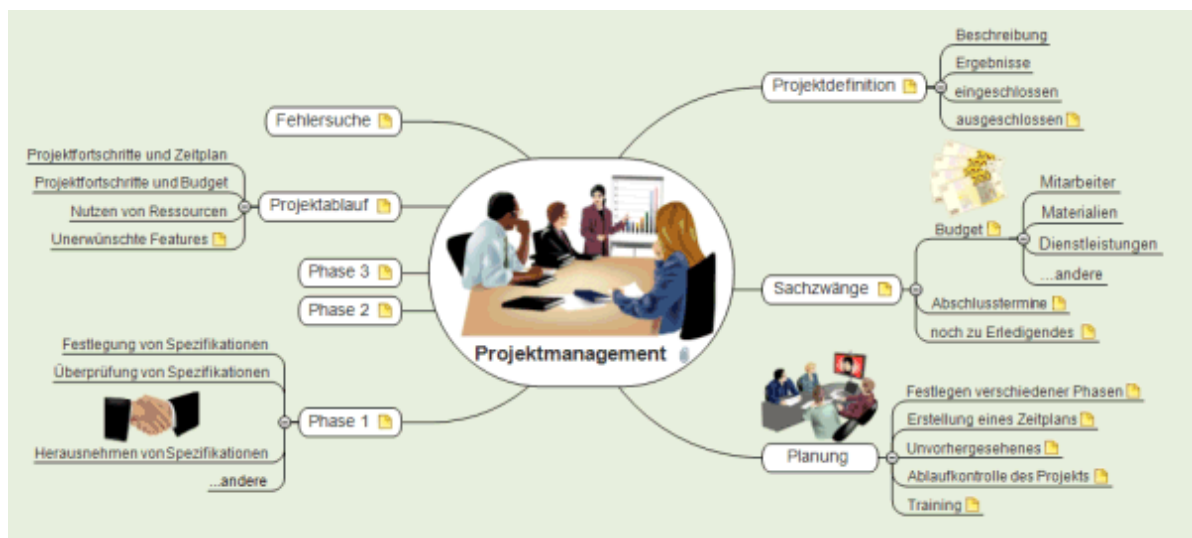 Projektmanagement
Projektdefinition
Beschreibung
Ergebnisse
eingeschlossen
ausgeschlossen
Sachzwänge
Budget
Mitarbeiter
Materialien
Dienstleistungen
...andere
Abschlusstermine
noch zu Erledigendes
Planung
Festlegen verschiedener Phasen
Erstellung eines Zeitplans
Unvorhergesehenes
Ablaufkontrolle des Projekts
Training
Phase 1
Festlegung von Spezifikationen
Überprüfung von Spezifikationen
Herausnehmen von Spezifikationen
...andere
Phase 2
Phase 3
Projektablauf
Projektfortschritte und Zeitplan
Projektfortschritte und Budget
Nutzen von Ressourcen
Unerwünschte Features
Fehlersuche